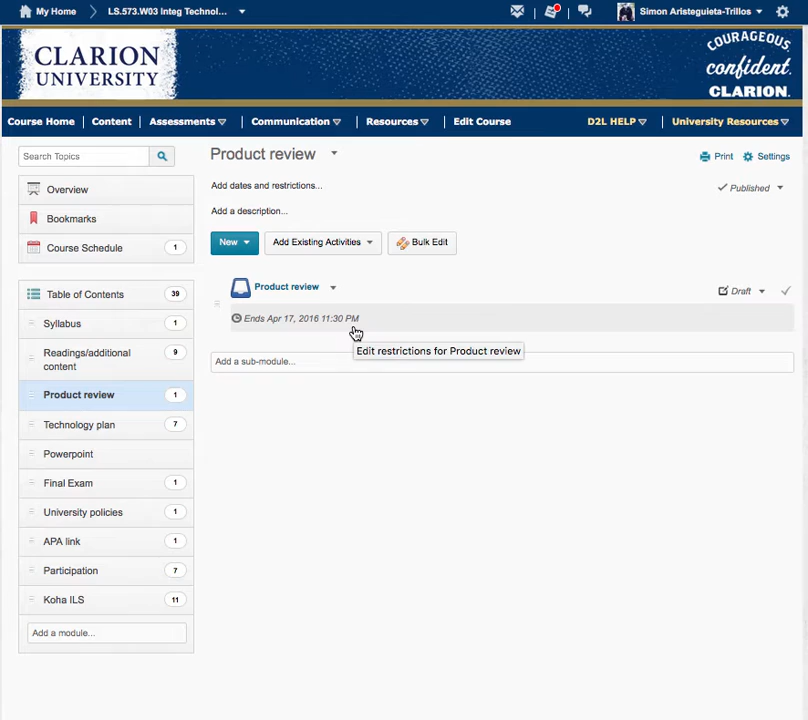 My Home
LS.573.W03 Integ Technol...
Simon Aristeguieta-Trillos
CLARION
UNIVERSITY
COURAGEOUS.
confident.
CLARION.
Course Home
Content
Assessments
Communication
Resources
Edit Course
D2L HELP
University Resources
Search Topics
Product review
Print
Settings
Add dates and restrictions...
Published
Add a description...
New
Add Existing Activities
Bulk Edit
Overview
Bookmarks
Course Schedule 1
Product review
Draft
Ends Apr 17, 2016 11:30 PM
Edit restrictions for Product review
Add a sub-module...
Table of Contents 39
Syllabus 1
Readings/additional 9
content
Product review 1
Technology plan 7
Powerpoint
Final Exam 1
University policies 1
APA link 1
Participation 7
Koha ILS 11
Add a module...